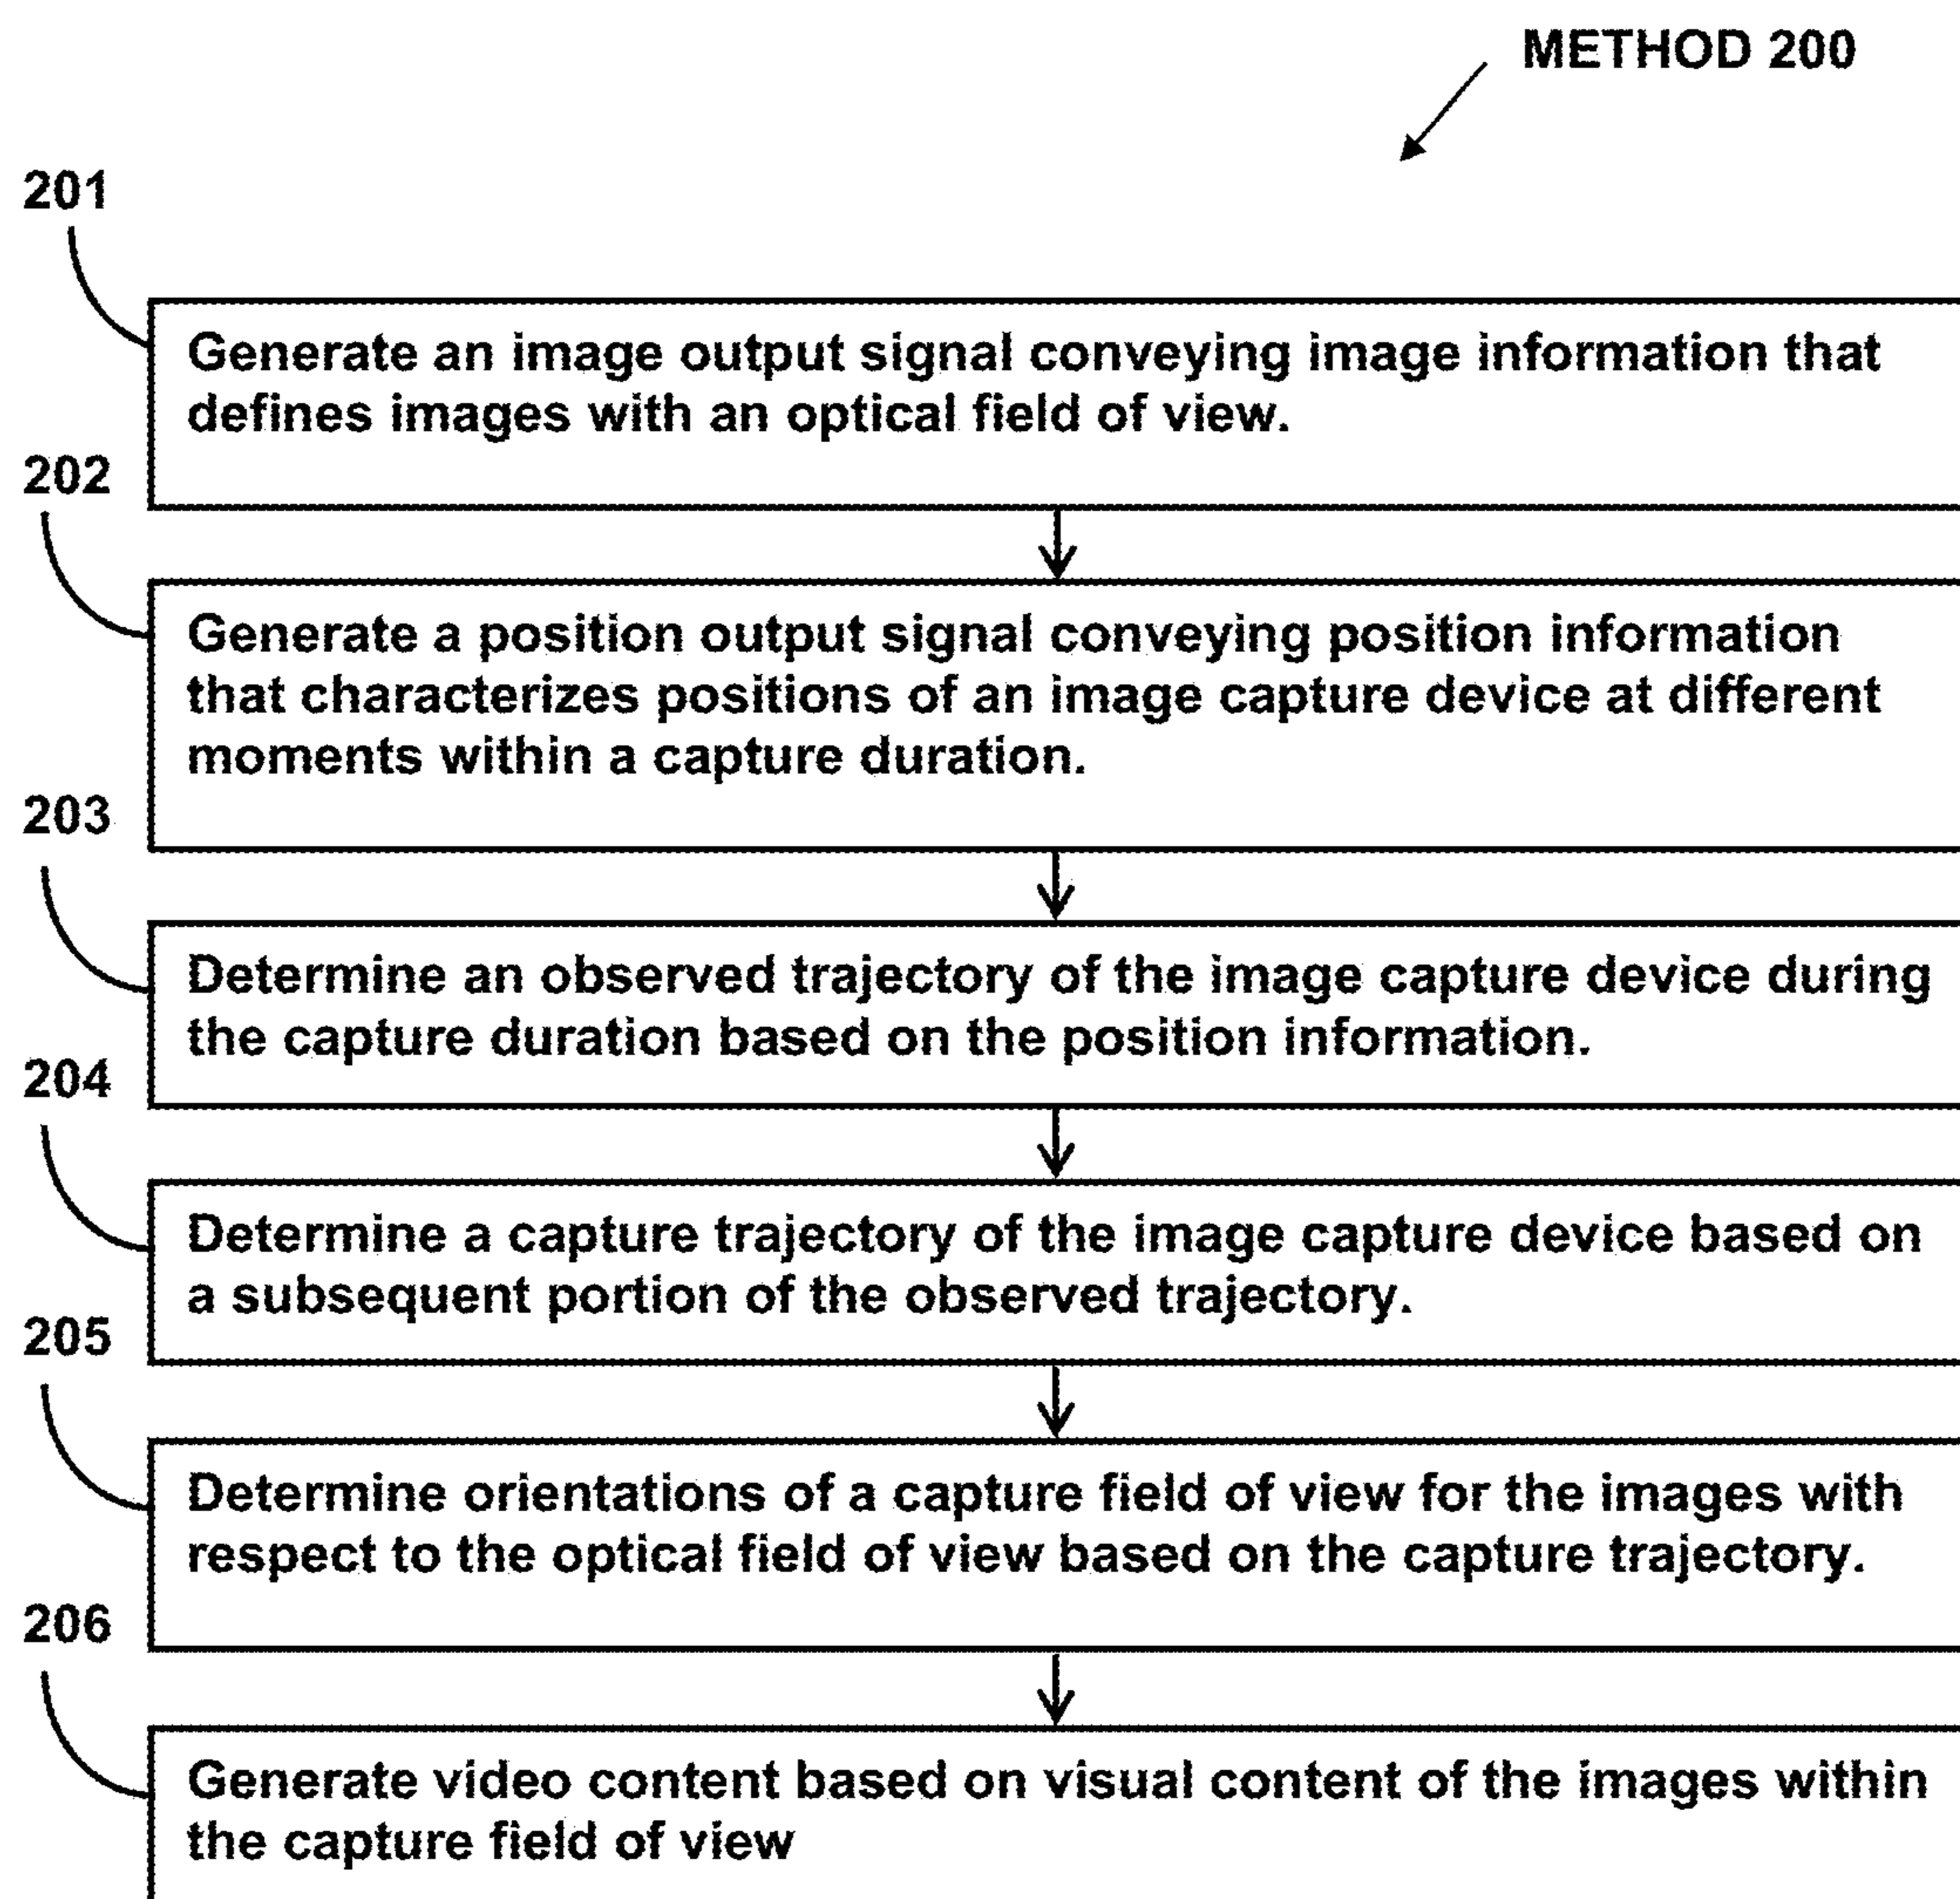 METHOD 200
201
Generate an image output signal conveying image information that
defines images with an optical field of view.
202
Generate a position output signal conveying position information
that characterizes positions of an image capture device at different
moments within a capture duration.
203
Determine an observed trajectory of the image capture device during
the capture duration based on the position information.
204
Determine a capture trajectory of the image capture device based on
a subsequent portion of the observed trajectory.
205
Determine orientations of a capture field of view for the images with
respect to the optical field of view based on the capture trajectory.
206
Generate video content based on visual content of the images within
the capture field of view